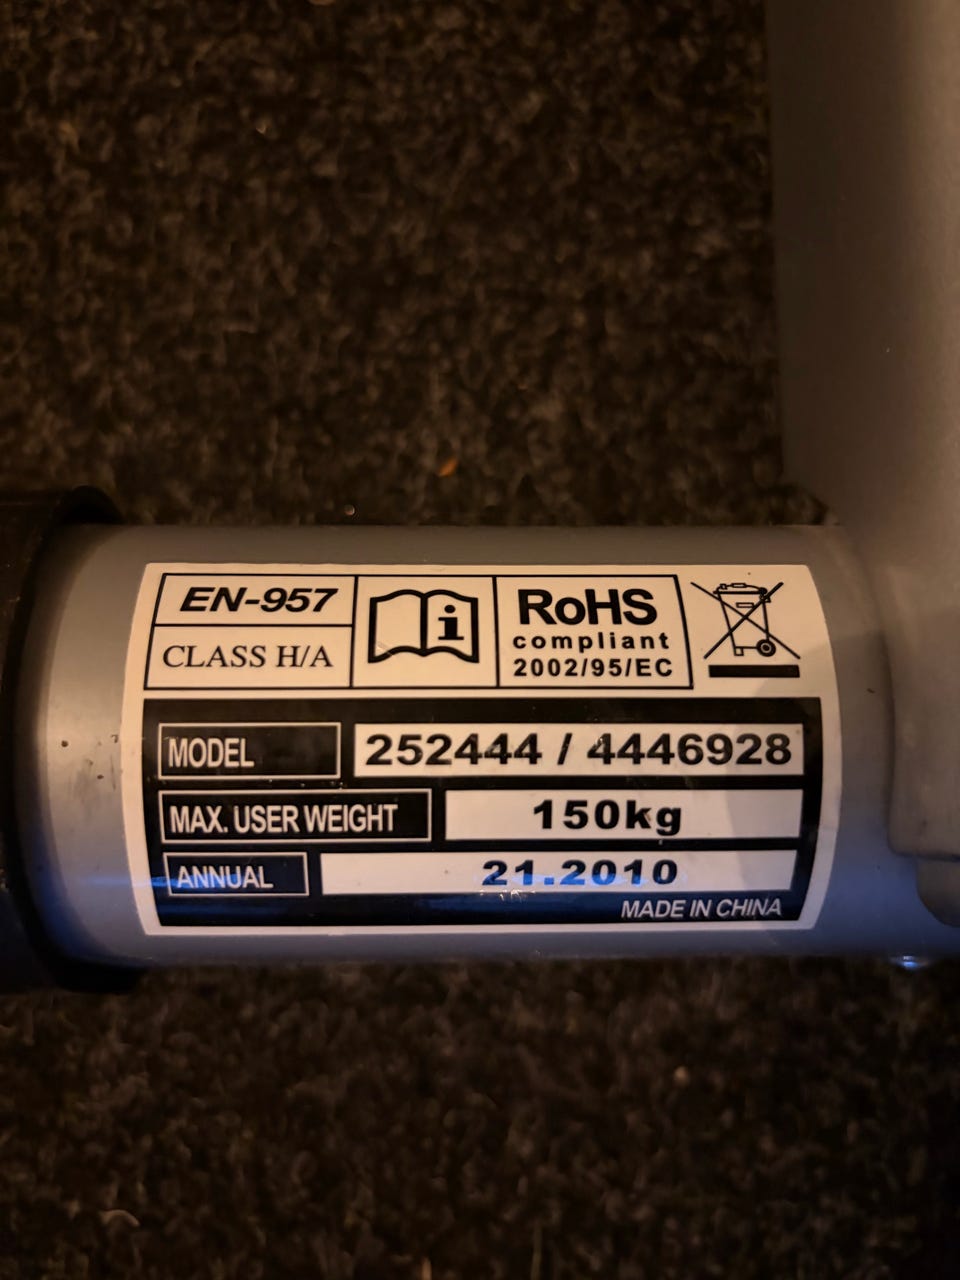 EN-957
CLASS H/A
i
RoHS
compliant
2002/95/EC
MODEL 252444 / 4446928
MAX. USER WEIGHT 150kg
ANNUAL 21.2010
MADE IN CHINA